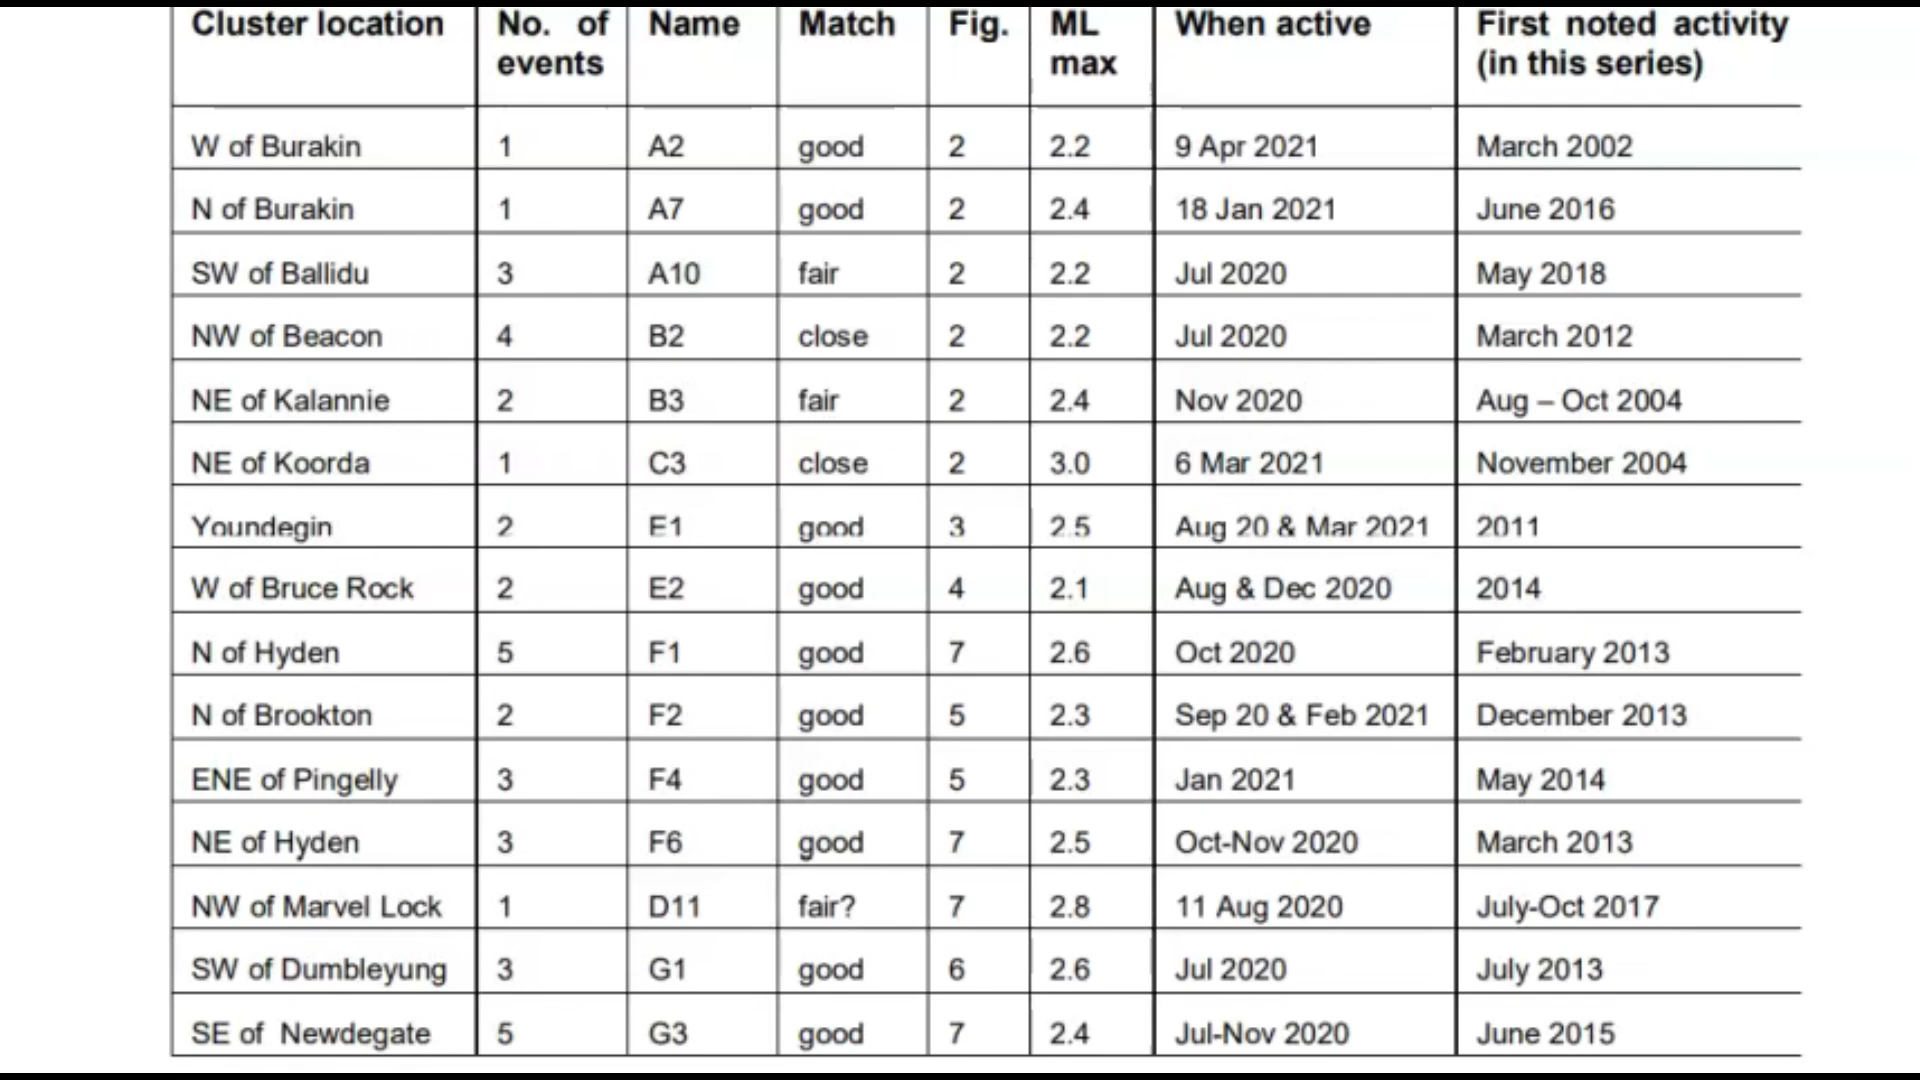 Cluster location No. of events Name Match Fig. ML max When active First noted activity (in this series)
W of Burakin 1 A2 good 2 2.2 9 Apr 2021 March 2002
N of Burakin 1 A7 good 2 2.4 18 Jan 2021 June 2016
SW of Ballidu 3 A10 fair 2 2.2 Jul 2020 May 2018
NW of Beacon 4 B2 close 2 2.2 Jul 2020 March 2012
NE of Kalannie 2 B3 fair 2 2.4 Nov 2020 Aug – Oct 2004
NE of Koorda 1 C3 close 2 3.0 6 Mar 2021 November 2004
Youndegin 2 E1 good 3 2.5 Aug 20 & Mar 2021 2011
W of Bruce Rock 2 E2 good 4 2.1 Aug & Dec 2020 2014
N of Hyden 5 F1 good 7 2.6 Oct 2020 February 2013
N of Brookton 2 F2 good 5 2.3 Sep 20 & Feb 2021 December 2013
ENE of Pingelly 3 F4 good 5 2.3 Jan 2021 May 2014
NE of Hyden 3 F6 good 7 2.5 Oct-Nov 2020 March 2013
NW of Marvel Lock 1 D11 fair? 7 2.8 11 Aug 2020 July-Oct 2017
SW of Dumbleyung 3 G1 good 6 2.6 Jul 2020 July 2013
SE of Newdegate 5 G3 good 7 2.4 Jul-Nov 2020 June 2015